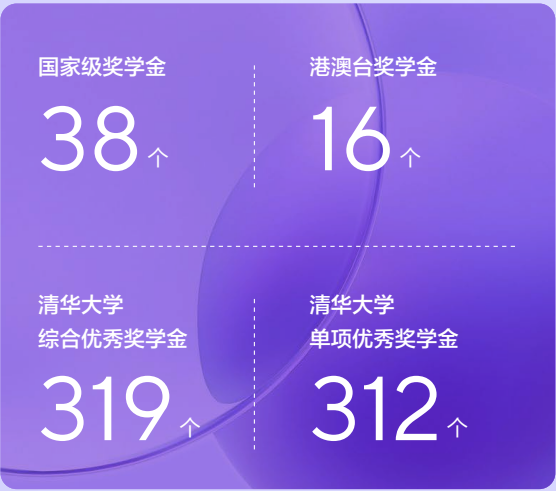 国家级奖学金
38个
港澳台奖学金
16个
清华大学
综合优秀奖学金
319个
清华大学
单项优秀奖学金
312个